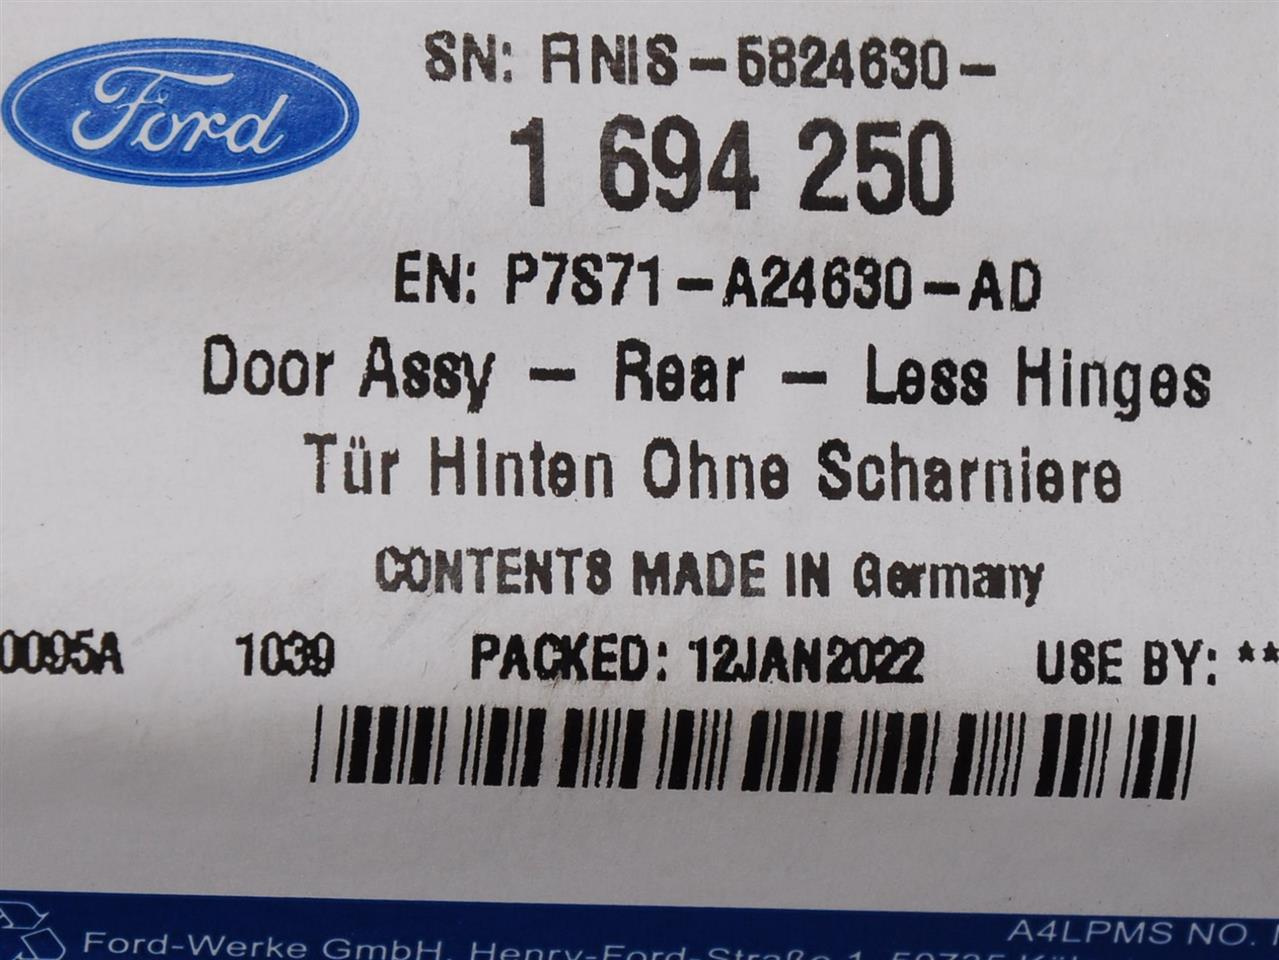 Ford
SN: RNIS-5824630-
1 694 250
EN: P7S71-A24630-AD
Door Assy - Rear - Less Hinges
Tür Hinten Ohne Scharniere
CONTENTS MADE IN Germany
0095A 1039 PACKED: 12JAN2022 USE BY: **
A4LPMS NO.
Ford-Werke GmbH, Henry-Ford-Straße 1, 50735 Köln